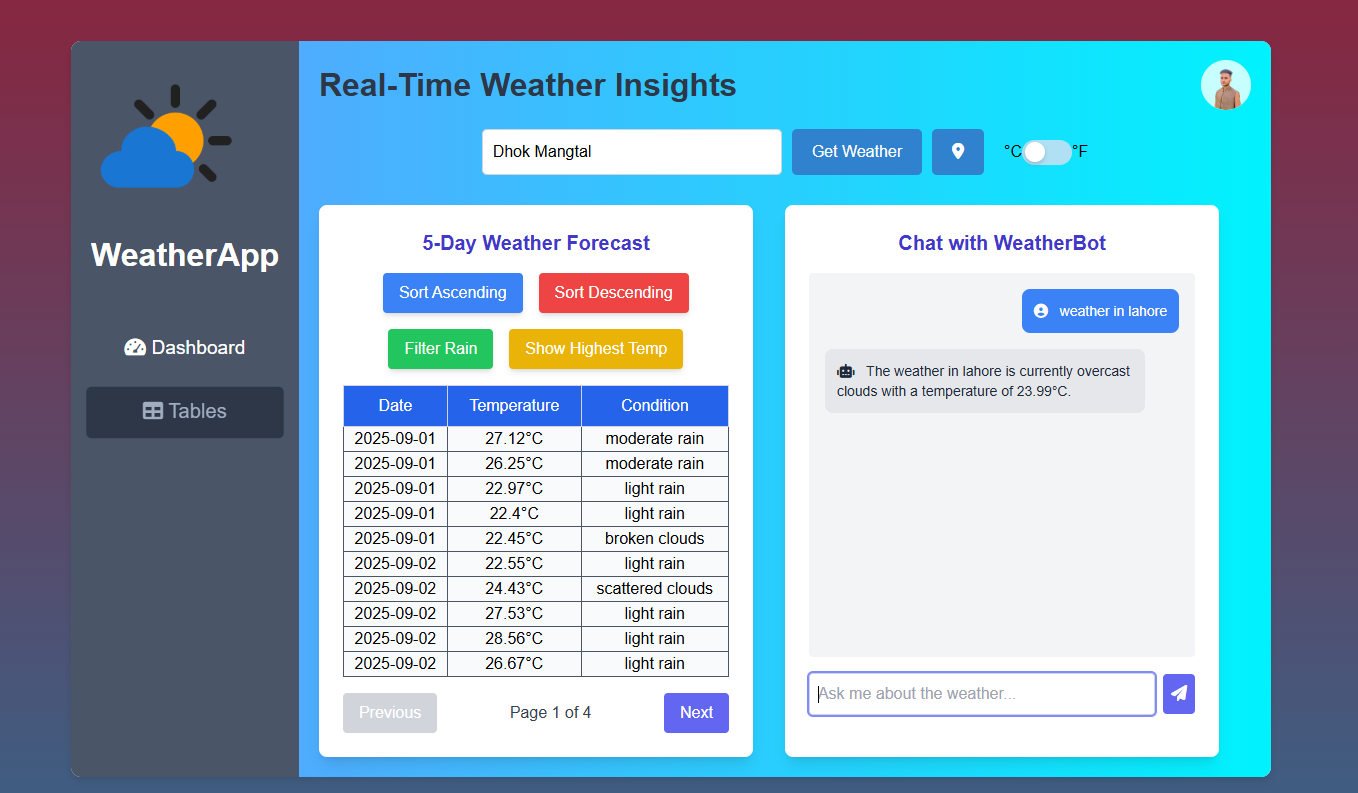 WeatherApp
Dashboard
Tables
Real-Time Weather Insights
Dhok Mangtal
Get Weather
°C °F
5-Day Weather Forecast
Sort Ascending Sort Descending
Filter Rain Show Highest Temp
Date Temperature Condition
2025-09-01 27.12°C moderate rain
2025-09-01 26.25°C moderate rain
2025-09-01 22.97°C light rain
2025-09-01 22.4°C light rain
2025-09-01 22.45°C broken clouds
2025-09-02 22.55°C light rain
2025-09-02 24.43°C scattered clouds
2025-09-02 27.53°C light rain
2025-09-02 28.56°C light rain
2025-09-02 26.67°C light rain
Previous Page 1 of 4 Next
Chat with WeatherBot
weather in lahore
The weather in lahore is currently overcast
clouds with a temperature of 23.99°C.
Ask me about the weather...